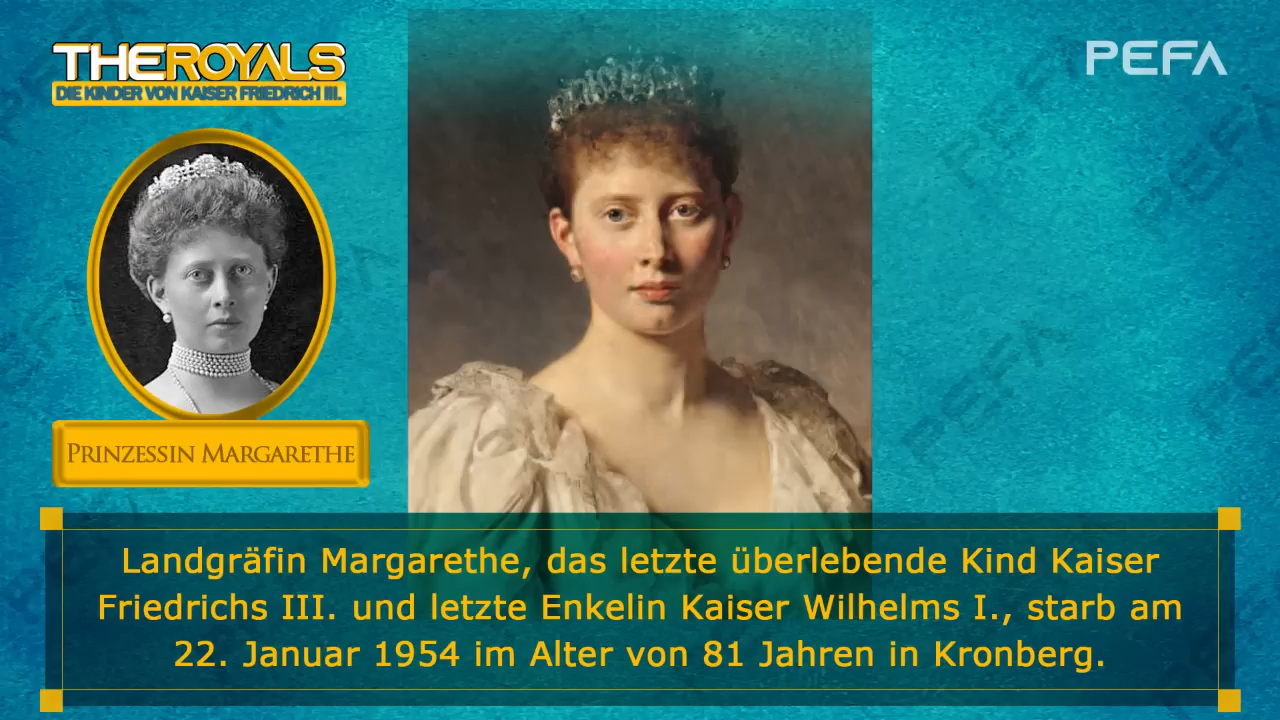 THEROYALS
DIE KINDER VON KAISER FRIEDRICH III.
PEFA
PRINZESSIN MARGARETHE
Landgräfin Margarethe, das letzte überlebende Kind Kaiser
Friedrichs III. und letzte Enkelin Kaiser Wilhelms I., starb am
22. Januar 1954 im Alter von 81 Jahren in Kronberg.